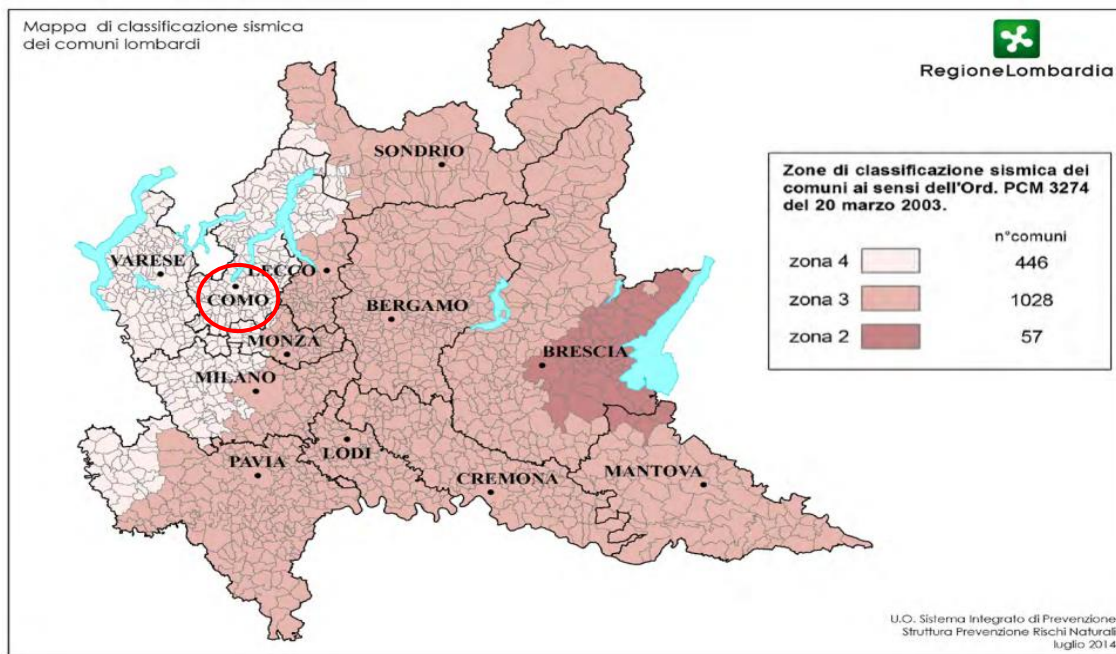 Mappa di classificazione sismica
dei comuni lombardi
RegioneLombardia
SONDRIO
VARESE
LECCO
COMO
BERGAMO
MONZA
BRESCIA
MILANO
PAVIA
LODI
CREMONA
MANTOVA
Zone di classificazione sismica dei
comuni ai sensi dell'Ord. PCM 3274
del 20 marzo 2003.
n°comuni
zona 4 446
zona 3 1028
zona 2 57
U.O. Sistema Integrato di Prevenzione
Struttura Prevenzione Rischi Naturali
luglio 2014